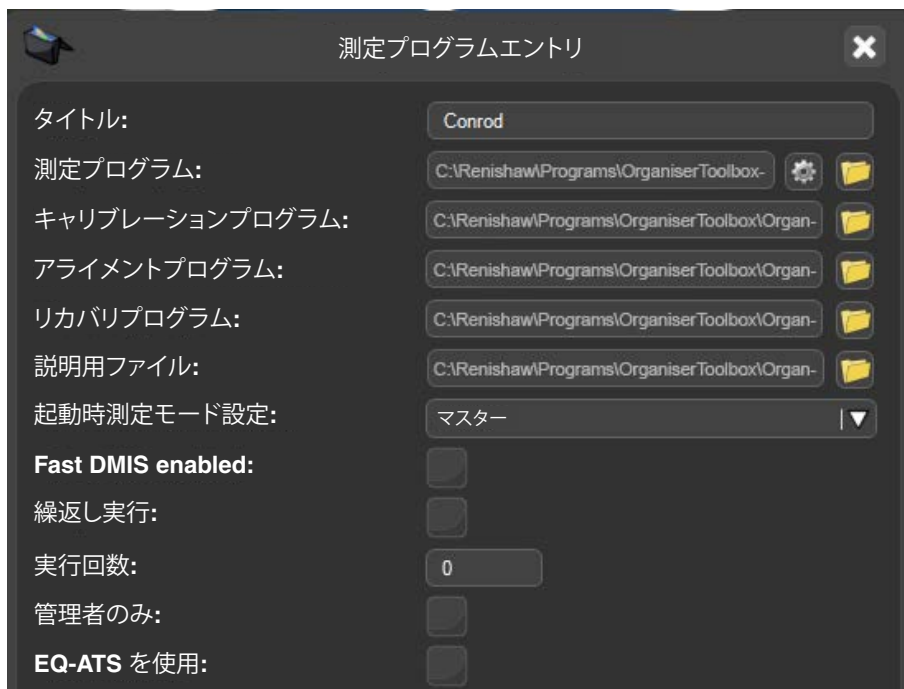 測定プログラムエントリ
タイトル: Conrod
測定プログラム: C:\Renishaw\Programs\OrganiserToolbox-
キャリブレーションプログラム: C:\Renishaw\Programs\OrganiserToolbox\Organ-
アライメントプログラム: C:\Renishaw\Programs\OrganiserToolbox\Organ-
リカバリプログラム: C:\Renishaw\Programs\OrganiserToolbox\Organ-
説明用ファイル: C:\Renishaw\Programs\OrganiserToolbox\Organ-
起動時測定モード設定: マスター
Fast DMIS enabled:
繰返し実行:
実行回数: 0
管理者のみ:
EQ-ATS を使用: